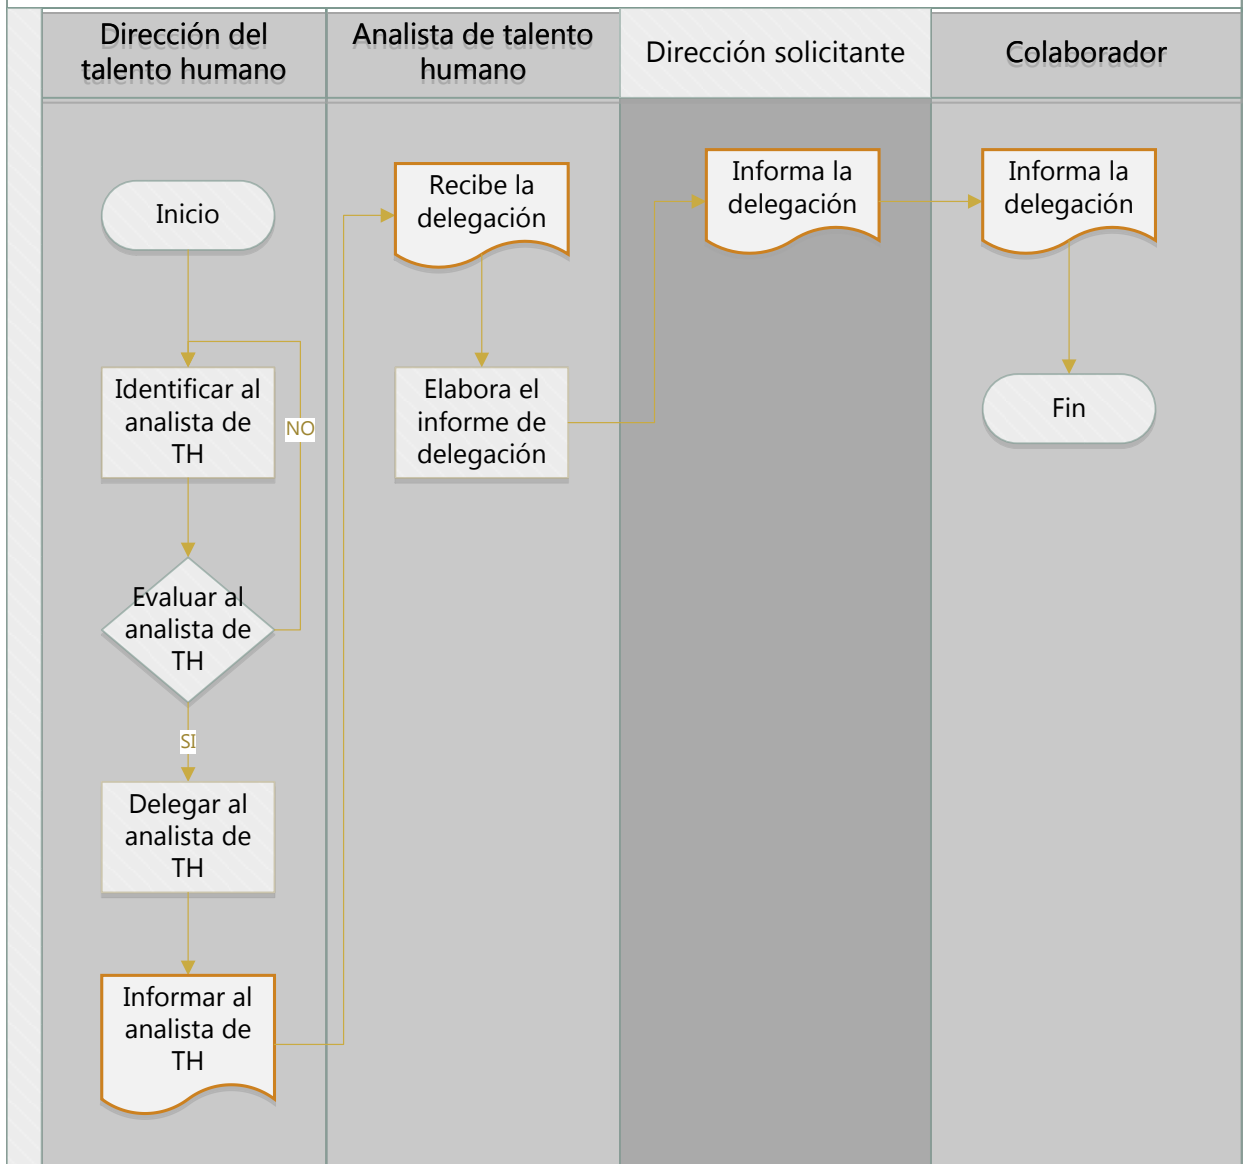 Dirección del
talento humano
Analista de talento
humano
Dirección solicitante
Colaborador
Inicio
Identificar al
analista de
TH
NO
Evaluar al
analista de
TH
SI
Delegar al
analista de
TH
Informar al
analista de
TH
Recibe la
delegación
Elabora el
informe de
delegación
Informa la
delegación
Informa la
delegación
Fin